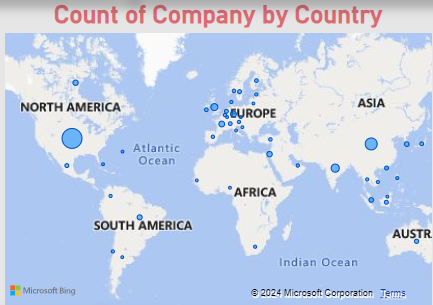 Count of Company by Country
NORTH AMERICA
ASIA
EUROPE
Atlantic
Ocean
AFRICA
SOUTH AMERICA
AUSTR
Indian Ocean
Microsoft Bing
© 2024 Microsoft Corporation Terms